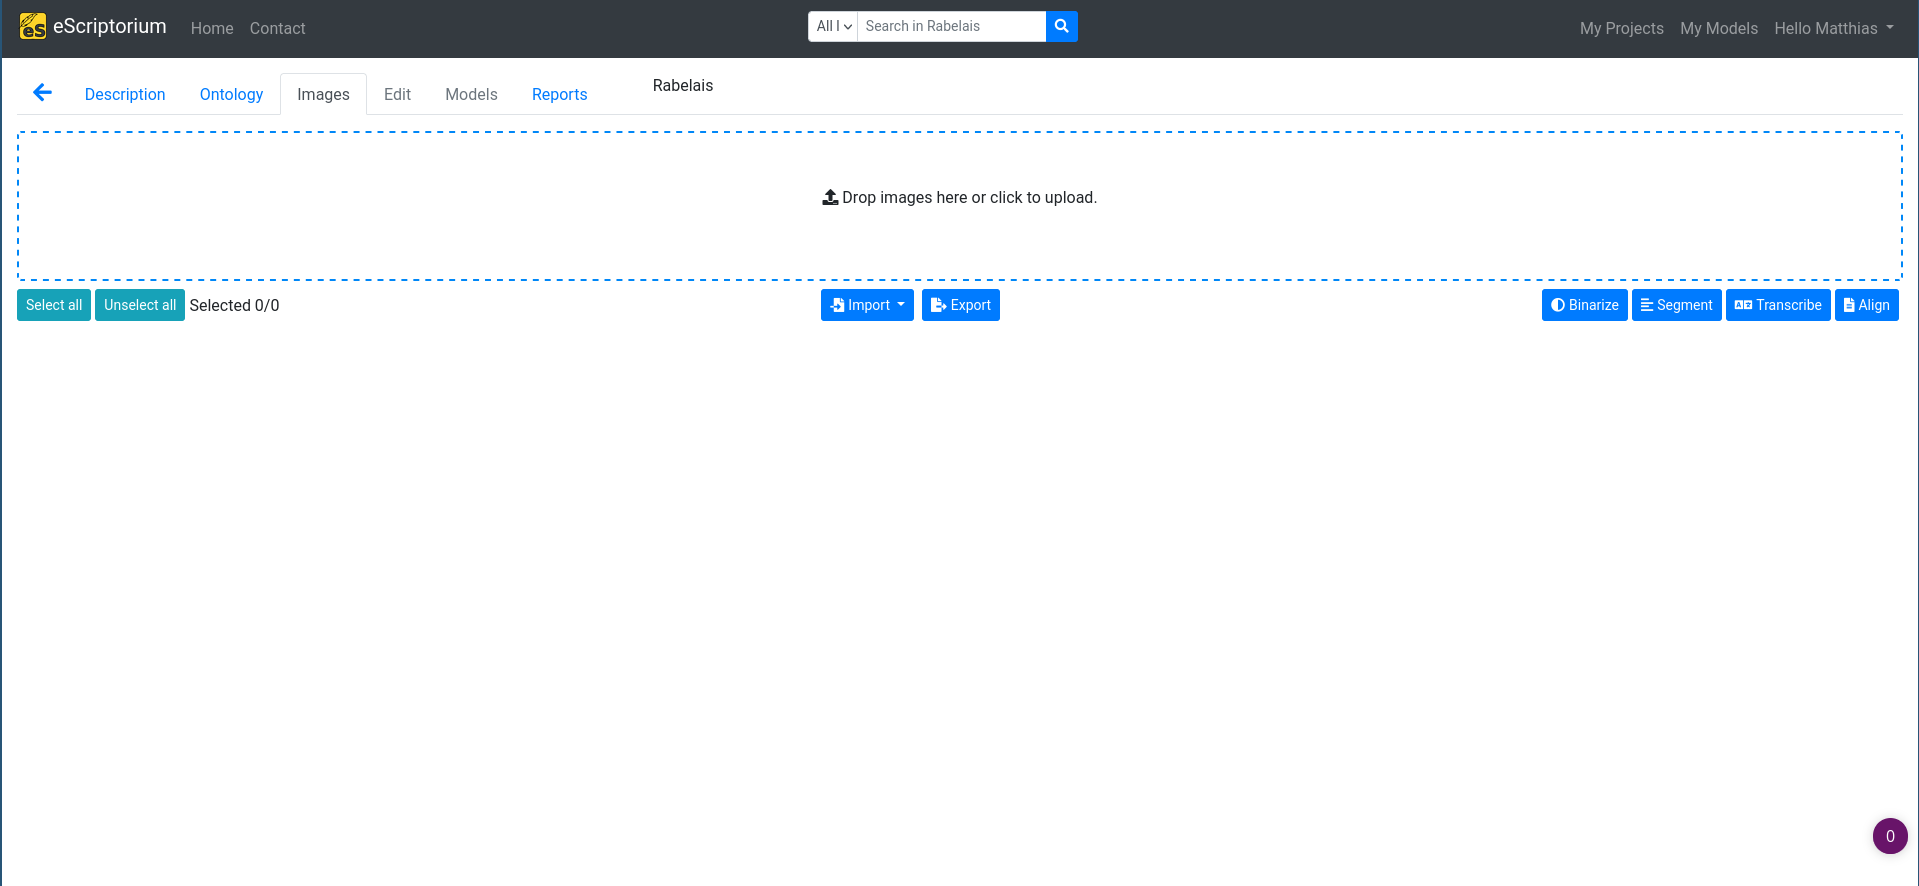 eScriptorium Home Contact All I Search in Rabelais My Projects My Models Hello Matthias
Description Ontology Images Edit Models Reports Rabelais
Drop images here or click to upload.
Select all Unselect all Selected 0/0 Import Export Binarize Segment Transcribe Align
0